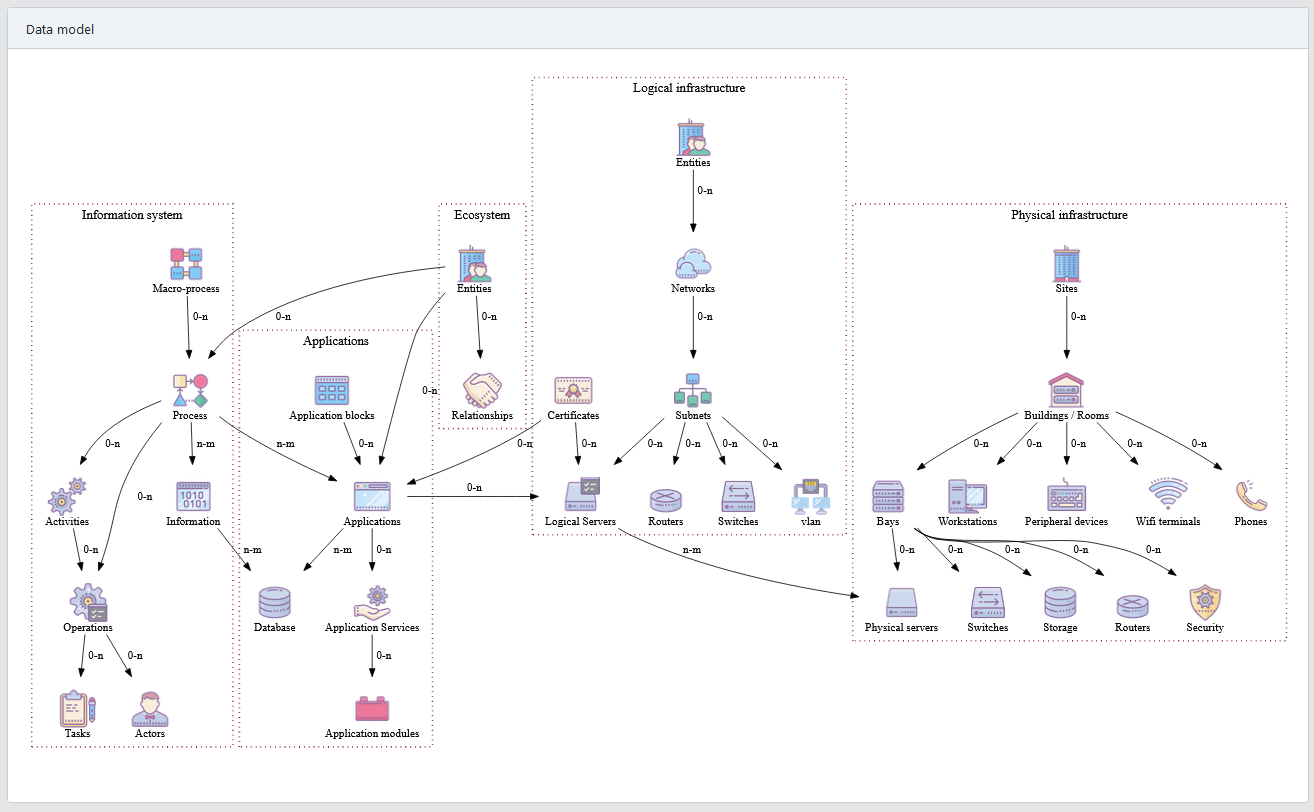 Data model
Logical infrastructure
Entities
0-n
Information system
Ecosystem
Physical infrastructure
Macro-process
Entities
Networks
Sites
0-n
0-n
0-n
0-n
0-n
Applications
0-n
Process
Application blocks
Relationships
Certificates
Subnets
Buildings / Rooms
0-n
n-m
n-m
0-n
0-n
0-n
0-n
0-n
0-n
0-n
0-n
0-n
0-n
0-n
0-n
0-n
0-n
Activities
Information
Applications
Logical Servers
Routers
Switches
vlan
Bays
Workstations
Peripheral devices
Wifi terminals
Phones
0-n
n-m
n-m
0-n
n-m
0-n
0-n
0-n
0-n
0-n
Operations
Database
Application Services
Physical servers
Switches
Storage
Routers
Security
0-n
0-n
0-n
Tasks
Actors
Application modules